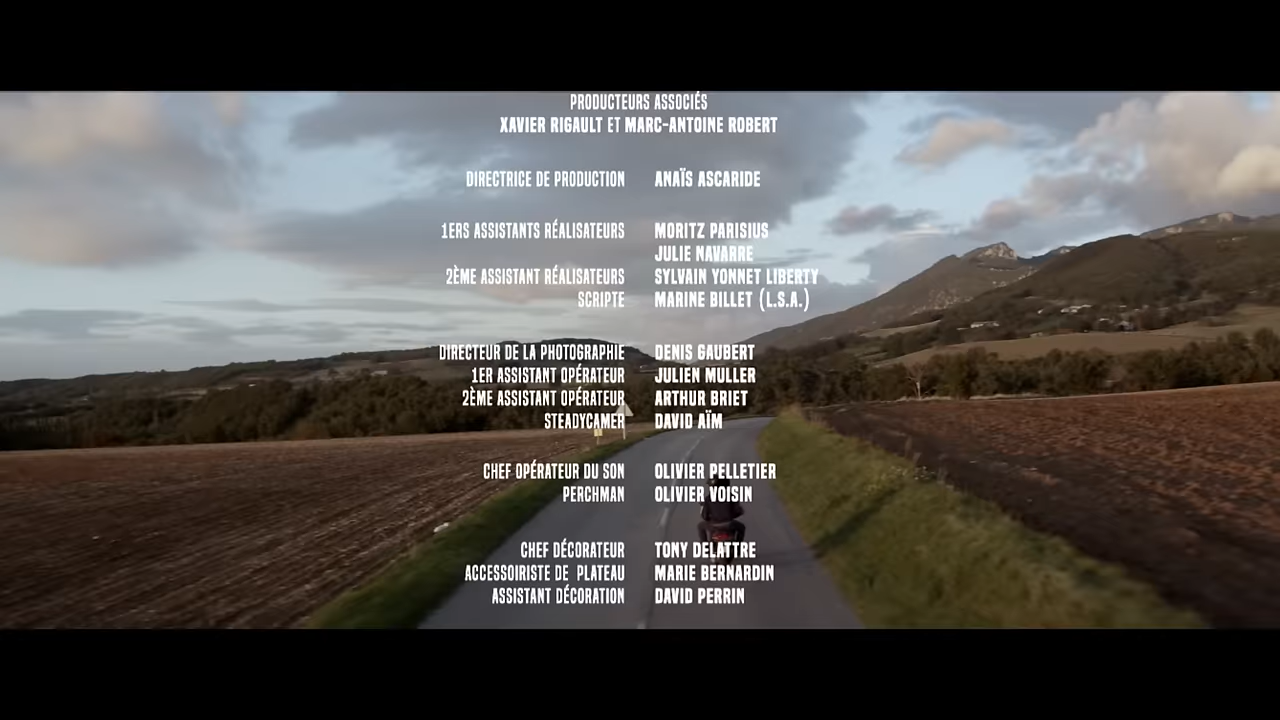 PRODUCTEURS ASSOCIÉS
XAVIER RIGAULT ET MARC-ANTOINE ROBERT
DIRECTRICE DE PRODUCTION ANAÏS ASCARIDE
1ERS ASSISTANTS RÉALISATEURS MORITZ PARISIUS
JULIE NAVARRE
2ÈME ASSISTANT RÉALISATEURS SYLVAIN YONNET LIBERTY
SCRIPTE MARINE BILLET (L.S.A.)
DIRECTEUR DE LA PHOTOGRAPHIE DENIS GAUBERT
1ER ASSISTANT OPÉRATEUR JULIEN MULLER
2ÈME ASSISTANT OPÉRATEUR ARTHUR BRIET
STEADYCAMER DAVID AÏM
CHEF OPÉRATEUR DU SON OLIVIER PELLETIER
PERCHMAN OLIVIER VOISIN
CHEF DÉCORATEUR TONY DELATTRE
ACCESSOIRISTE DE PLATEAU MARIE BERNARDIN
ASSISTANT DÉCORATION DAVID PERRIN